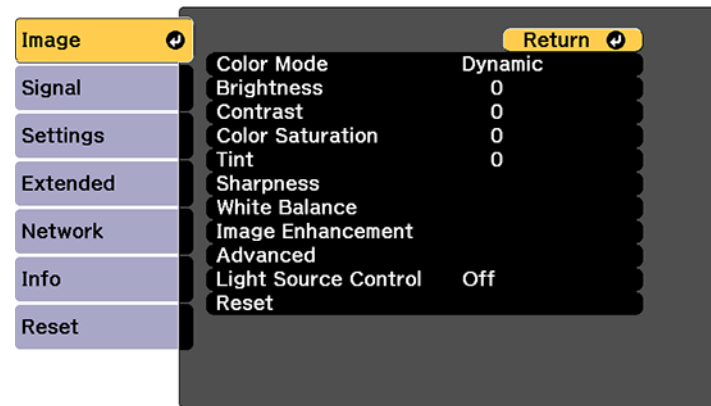 Image
Signal
Settings
Extended
Network
Info
Reset
Return
Color Mode Dynamic
Brightness 0
Contrast 0
Color Saturation 0
Tint 0
Sharpness
White Balance
Image Enhancement
Advanced
Light Source Control Off
Reset